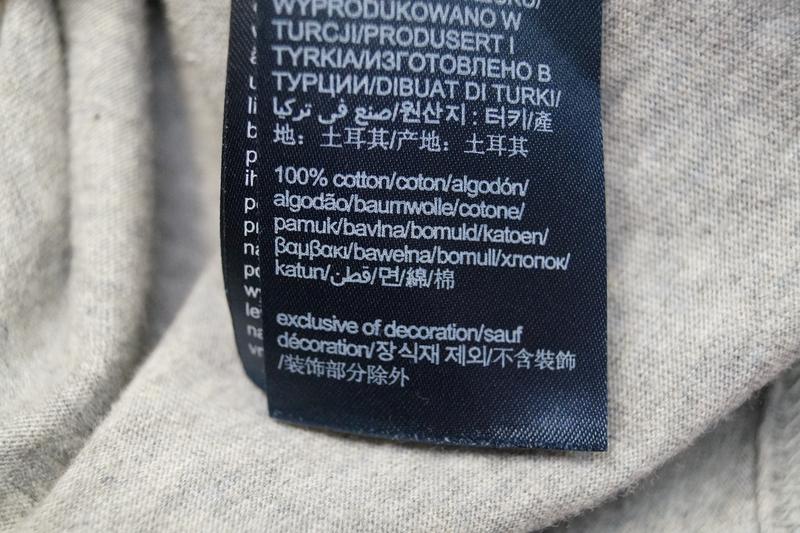 WYPRODUKOWANO W
TURCJI/PRODUSERT I
TYRKIA/ИЗГОТОВЛЕНО В
ТУРЦИИ/DIBUAT DI TURKI/
صنع في تركيا/원산지 : 터키/產
地：土耳其/产地：土耳其
100% cotton/coton/algodón/
algodão/baumwolle/cotone/
pamuk/bavlna/bomuld/katoen/
βαμβακι/bawełna/bomull/хлопок/
katun/قطن/면/綿/棉
exclusive of decoration/sauf
décoration/장식재 제외/不含裝飾
/装饰部分除外